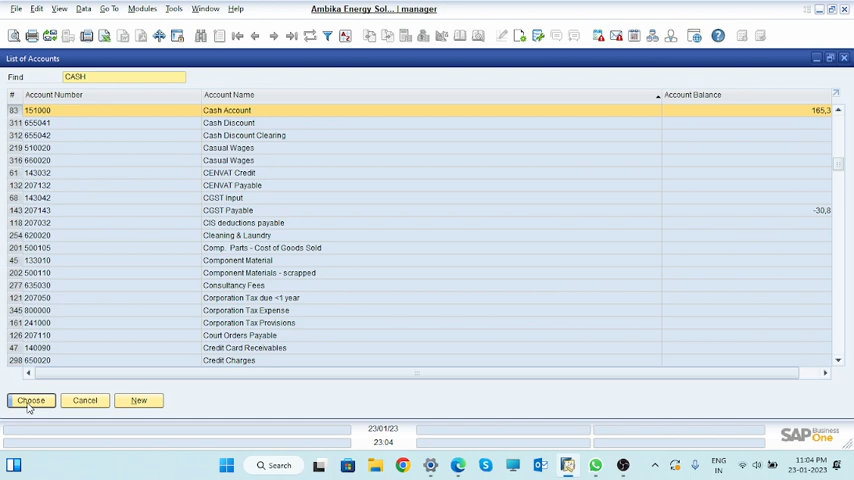 File Edit View Data Go To Modules Tools Window Help Ambika Energy Sol... | manager
List of Accounts
Find CASH
# Account Number Account Name Account Balance
83 151000 Cash Account 165,3
311 655041 Cash Discount
312 655042 Cash Discount Clearing
219 510020 Casual Wages
316 660020 Casual Wages
61 143032 CENVAT Credit
132 207132 CENVAT Payable
68 143042 CGST Input
143 207143 CGST Payable -30,8
118 207032 CIS deductions payable
254 620020 Cleaning & Laundry
201 500105 Comp. Parts - Cost of Goods Sold
45 133010 Component Material
202 500110 Component Materials - scrapped
277 635030 Consultancy Fees
121 207050 Corporation Tax due <1 year
345 800000 Corporation Tax Expense
161 241000 Corporation Tax Provisions
126 207110 Court Orders Payable
47 140090 Credit Card Receivables
298 650020 Credit Charges
Choose Cancel New
23/01/23
23:04
SAP Business One
Search
ENG
IN
11:04 PM
23-01-2023